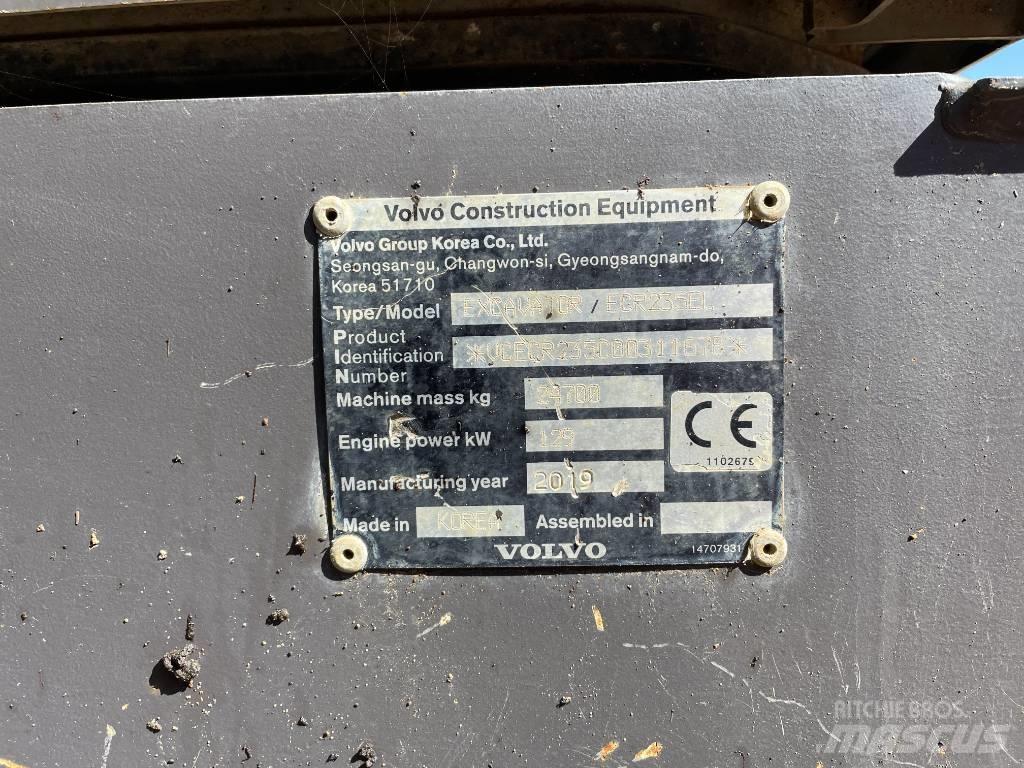 Volvo Construction Equipment
Volvo Group Korea Co., Ltd.
Seongsan-gu, Changwon-si, Gyeongsangnam-do,
Korea 51710
Type/Model EXCAVATOR / ECR235EL
Product
Identification
Number
Machine mass kg 24700
Engine power kW 129
CE
1102679
Manufacturing year 2019
Made in KOREA Assembled in
VOLVO 14707931
RITCHIE BROS.
MASCUS